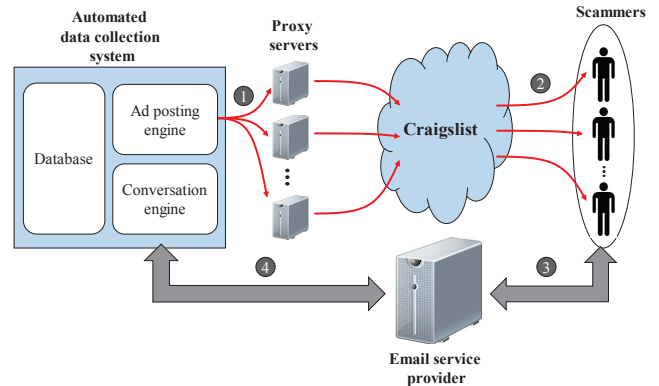 Automated
data collection
system
Proxy
servers
Scammers
Database
Ad posting
engine
Conversation
engine
1
Craigslist
2
4
3
Email service
provider